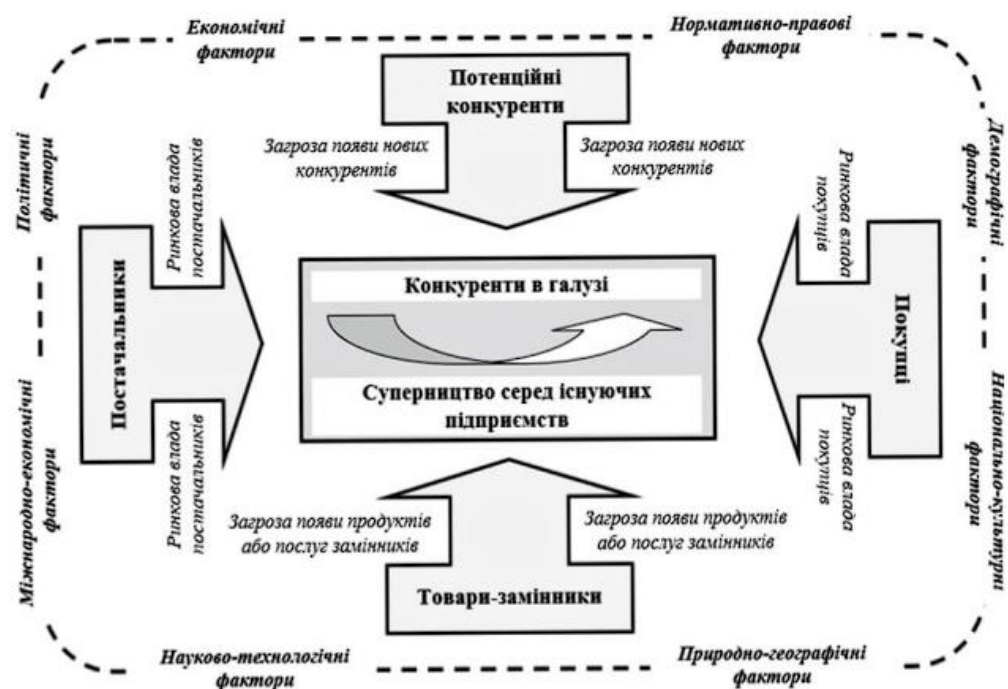 Економічні
фактори
Нормативно-правові
фактори
Потенційні
конкуренти
Загроза появи нових
конкурентів
Загроза появи нових
конкурентів
Політичні
фактори
Ринкова влада
постачальників
Ринкова влада
покупців
Демографічні
фактори
Постачальники
Конкуренти в галузі
Суперництво серед існуючих
підприємств
Покупці
Міжнародно-економічні
фактори
Ринкова влада
постачальників
Ринкова влада
покупців
Національно-культурні
фактори
Загроза появи продуктів
або послуг замінників
Загроза появи продуктів
або послуг замінників
Товари-замінники
Науково-технологічні
фактори
Природно-географічні
фактори